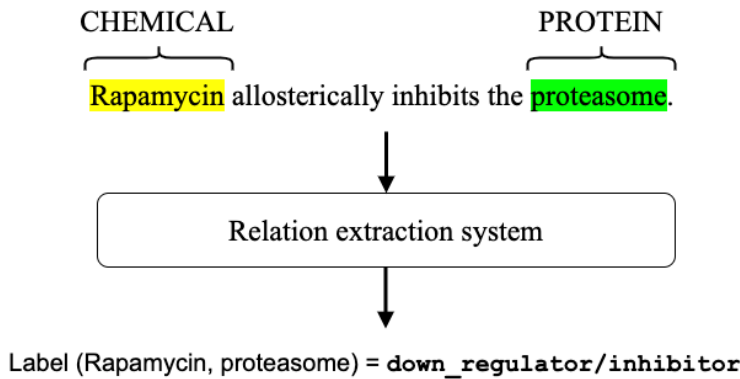 CHEMICAL PROTEIN
Rapamycin allosterically inhibits the proteasome.
Relation extraction system
Label (Rapamycin, proteasome) = down_regulator/inhibitor